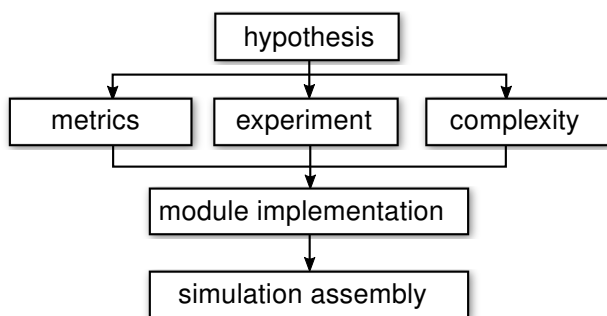 hypothesis
metrics
experiment
complexity
module implementation
simulation assembly